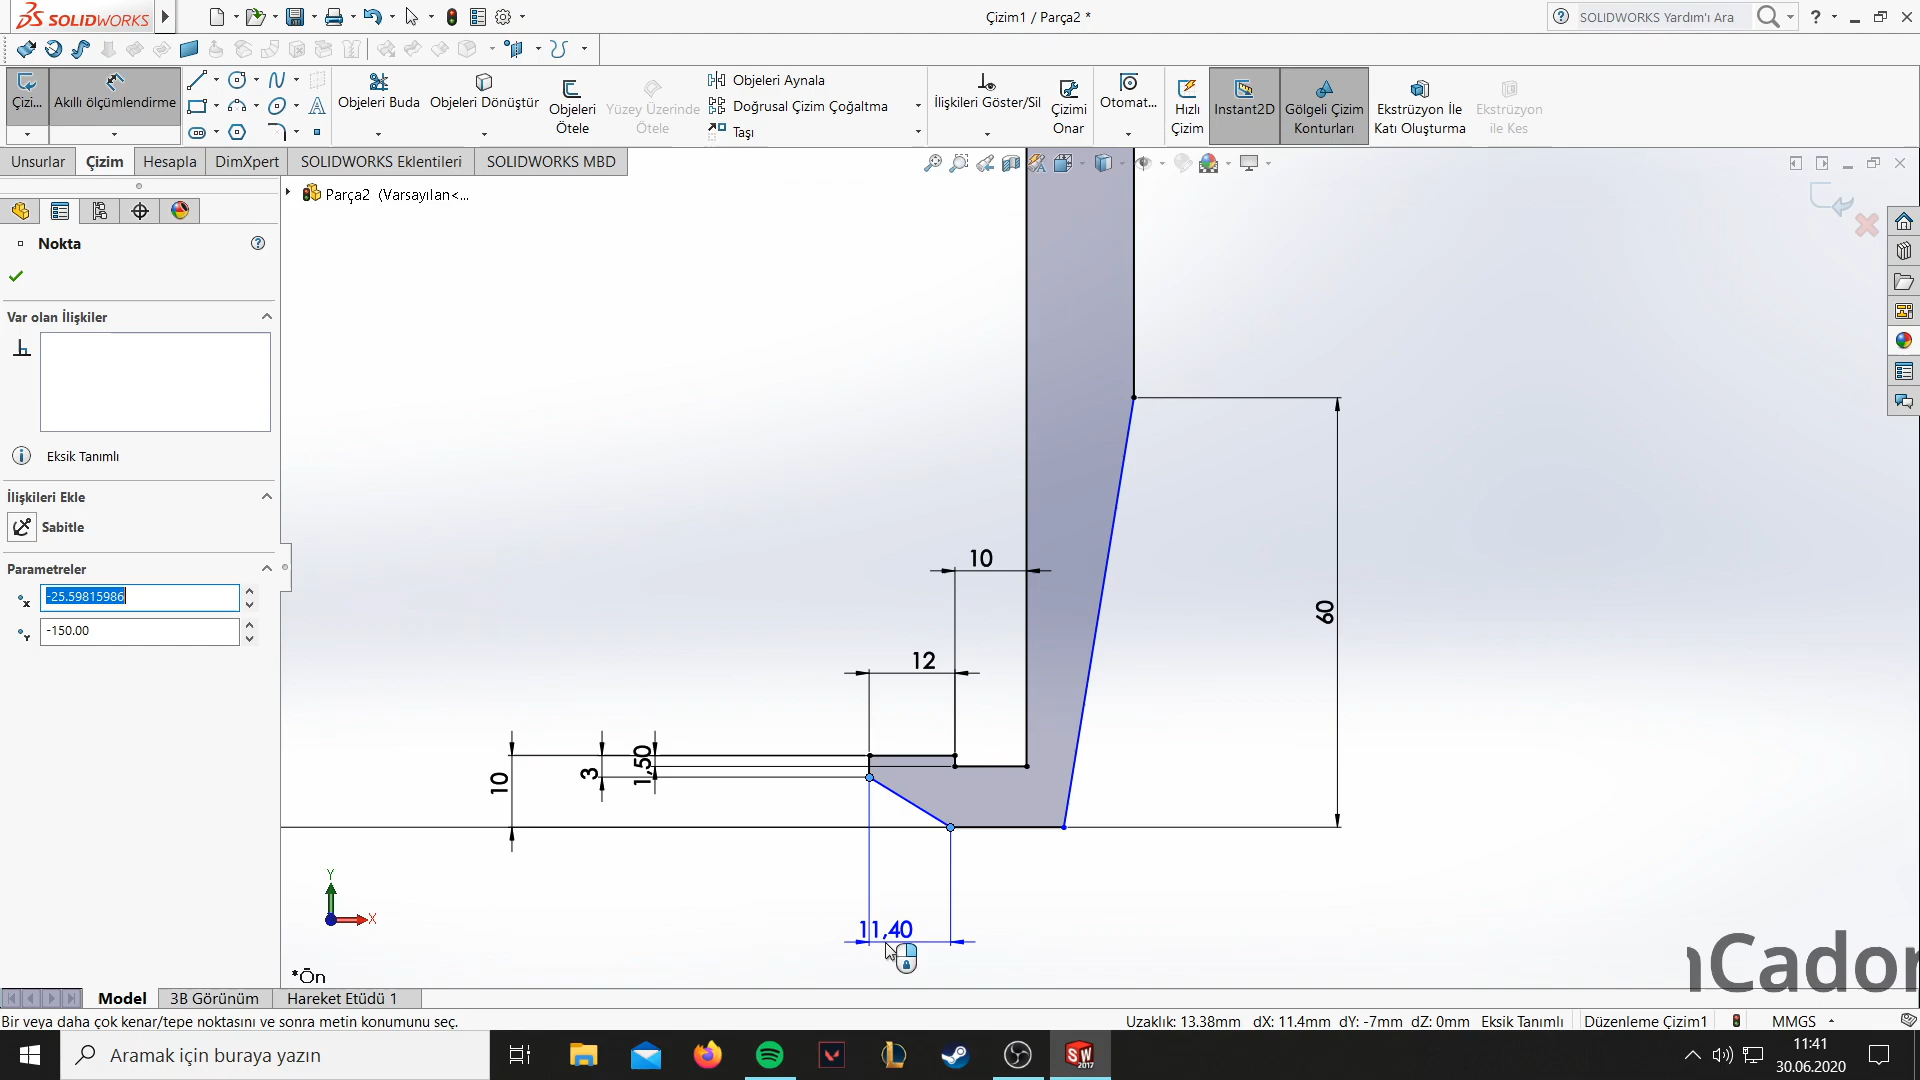 SOLIDWORKS
Çizim1 / Parça2 *
SOLIDWORKS Yardım'ı Ara
Çizi...
Akıllı ölçümlendirme
Objeleri Buda
Objeleri Dönüştür
Objeleri Ötele
Yüzey Üzerinde Ötele
Objeleri Aynala
Doğrusal Çizim Çoğaltma
Taşı
İlişkileri Göster/Sil
Çizimi Onar
Otomat...
Hızlı Çizim
Instant2D
Gölgeli Çizim Konturları
Ekstrüzyon İle Katı Oluşturma
Ekstrüzyon ile Kes
Unsurlar
Çizim
Hesapla
DimXpert
SOLIDWORKS Eklentileri
SOLIDWORKS MBD
Parça2 (Varsayılan<...
Nokta
Var olan İlişkiler
Eksik Tanımlı
İlişkileri Ekle
Sabitle
Parametreler
-25.59815986
-150.00
10
12
60
10
3
1,50
11,40
Y
X
*Ön
nCador
Model
3B Görünüm
Hareket Etüdü 1
Bir veya daha çok kenar/tepe noktasını ve sonra metin konumunu seç.
Uzaklık: 13.38mm dX: 11.4mm dY: -7mm dZ: 0mm
Eksik Tanımlı
Düzenleme Çizim1
MMGS
Aramak için buraya yazın
SW
2017
11:41
30.06.2020